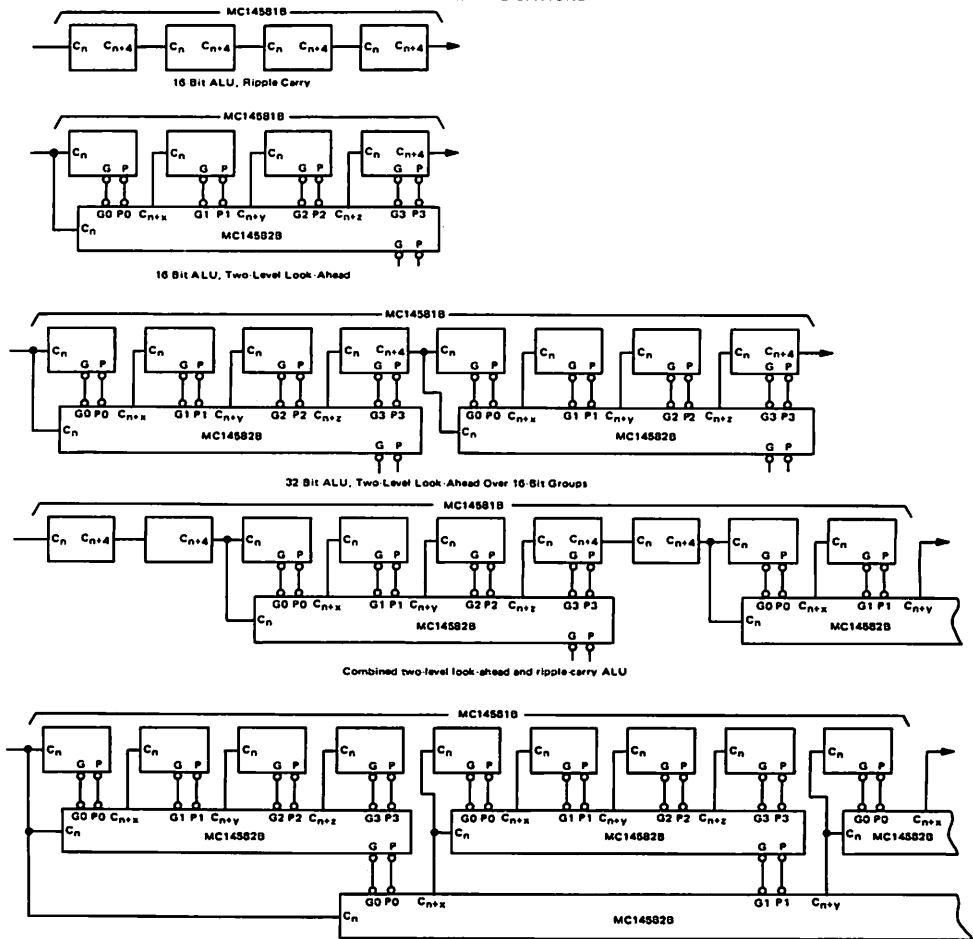 MC14581B
Cn Cn+4 Cn Cn+4 Cn Cn+4 Cn Cn+4
16 Bit ALU, Ripple Carry
MC14581B
Cn Cn Cn Cn Cn+4
G P G P G P G P
G0 P0 Cn+x G1 P1 Cn+y G2 P2 Cn+z G3 P3
Cn
MC14582B
G P
16 Bit ALU, Two-Level Look-Ahead
MC14581B
Cn Cn Cn Cn Cn+4 Cn Cn Cn Cn Cn+4
G P G P G P G P G P G P G P G P
G0 P0 Cn+x G1 P1 Cn+y G2 P2 Cn+z G3 P3 G0 P0 Cn+x G1 P1 Cn+y G2 P2 Cn+z G3 P3
Cn Cn
MC14582B MC14582B
G P G P
32 Bit ALU, Two-Level Look-Ahead Over 16-Bit Groups
MC14581B
Cn Cn+4 Cn+4 Cn Cn Cn Cn Cn+4 Cn Cn+4 Cn Cn
G P G P G P G P G P G P
G0 P0 Cn+x G1 P1 Cn+y G2 P2 Cn+z G3 P3 G0 P0 Cn+x G1 P1 Cn+y
Cn Cn
MC14582B MC14582B
G P
Combined two-level look-ahead and ripple-carry ALU
MC14581B
Cn Cn Cn Cn Cn Cn Cn Cn Cn
G P G P G P G P G P G P G P G P G P
G0 P0 Cn+x G1 P1 Cn+y G2 P2 Cn+z G3 P3 G0 P0 Cn+x G1 P1 Cn+y G2 P2 Cn+z G3 P3 G0 P0 Cn+x
Cn MC14582B Cn MC14582B Cn MC14582B
G P G P
G0 P0 Cn+x G1 P1 Cn+y
Cn
MC14582B